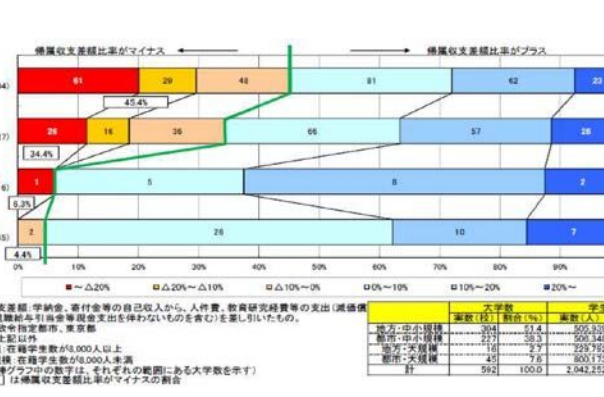 帰属収支差額比率がマイナス
帰属収支差額比率がプラス
61 29 48 81 62 23
45.4%
26 16 36 66 57 26
34.4%
1 5 8 2
6.3%
2 26 10 7
4.4%
0% 10% 20% 30% 40% 50% 60% 70% 80% 90%
～△20% △20%～△10% △10%～0% 0%～10% 10%～20% 20%～
支差額：学納金、寄付金等の自己収入から、人件費、教育研究経費等の支出（減価償
職給与引当金等現金支出を伴わないものを含む）を差し引いたもの。
令指定都市、東京都
上記以外
：在籍学生数が8,000人以上
規模：在籍学生数が8,000人未満
グラフ中の数字は、それぞれの範囲にある大学数を示す）
］は帰属収支差額比率がマイナスの割合
大学数 学生
実数（校） 割合（％） 実数（人）
地方・中小規模 304 51.4
都市・中小規模 227 38.3
地方・大規模 16 2.7
都市・大規模 45 7.6
計 592 100.0